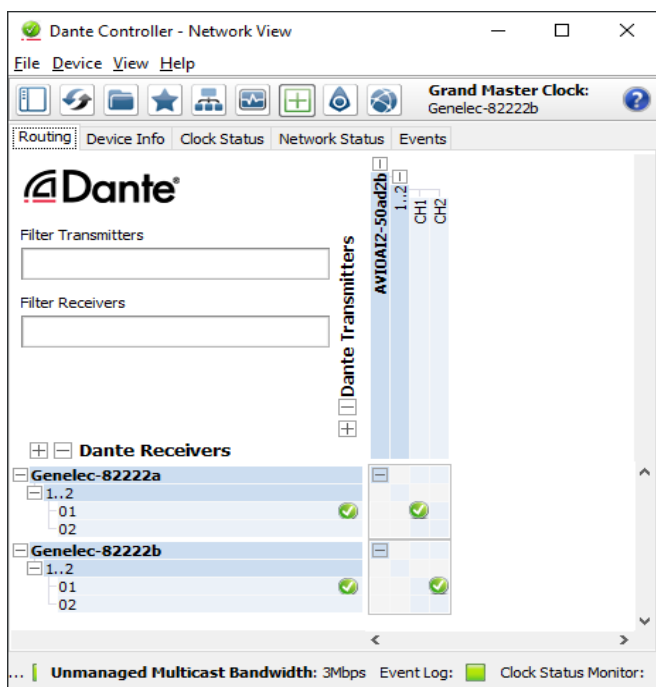 Dante Controller - Network View
File Device View Help
Grand Master Clock:
Genelec-82222b
Routing Device Info Clock Status Network Status Events
Dante®
Filter Transmitters
Filter Receivers
Dante Transmitters
AVIOAI2-50ad2b
1..2
CH1
CH2
Dante Receivers
Genelec-82222a
1..2
01
02
Genelec-82222b
1..2
01
02
... Unmanaged Multicast Bandwidth: 3Mbps Event Log: Clock Status Monitor: